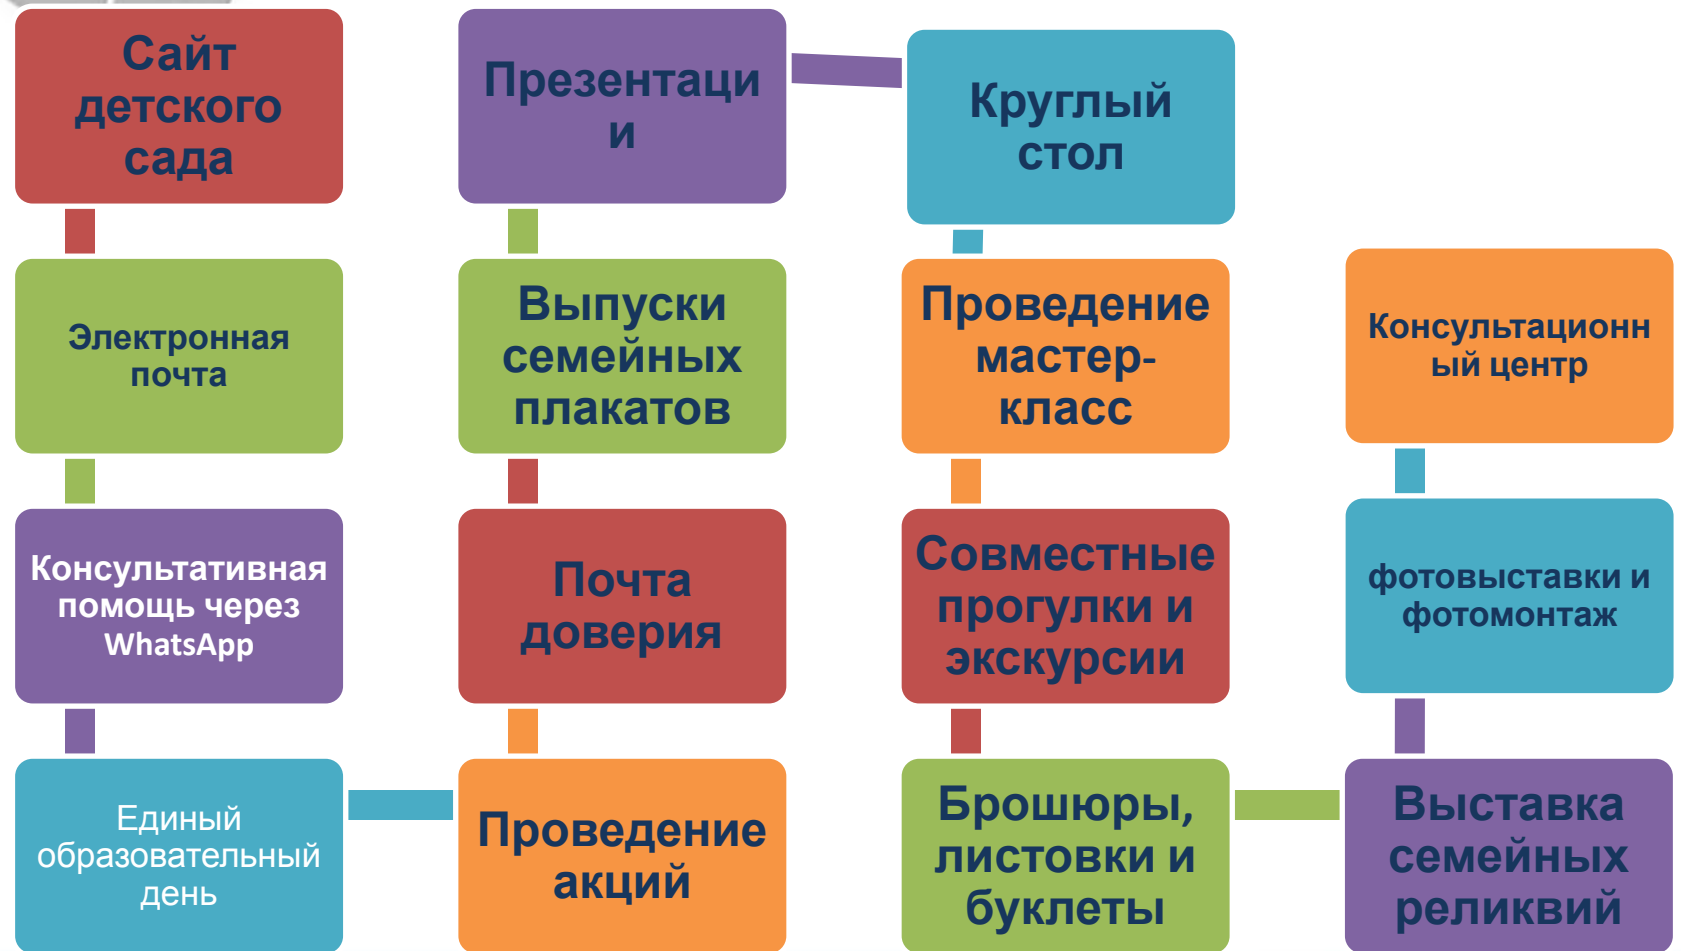 Сайт
детского
сада
Электронная
почта
Консультативная
помощь через
WhatsApp
Единый
образовательный
день
Проведение
акций
Почта
доверия
Выпуски
семейных
плакатов
Презентаци
и
Круглый
стол
Проведение
мастер-
класс
Совместные
прогулки и
экскурсии
Брошюры,
листовки и
буклеты
Выставка
семейных
реликвий
фотовыставки и
фотомонтаж
Консультационн
ый центр